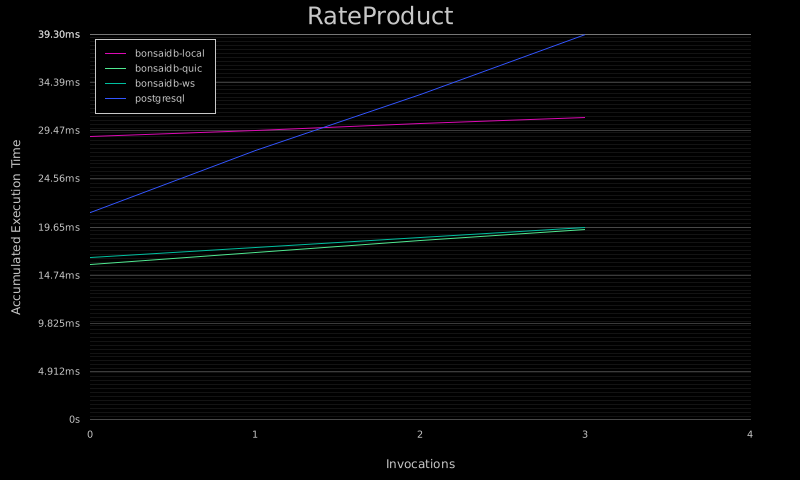 RateProduct
39.30ms
34.39ms
29.47ms
24.56ms
19.65ms
14.74ms
9.825ms
4.912ms
0s
bonsaidb-local
bonsaidb-quic
bonsaidb-ws
postgresql
Accumulated Execution Time
0 1 2 3 4
Invocations